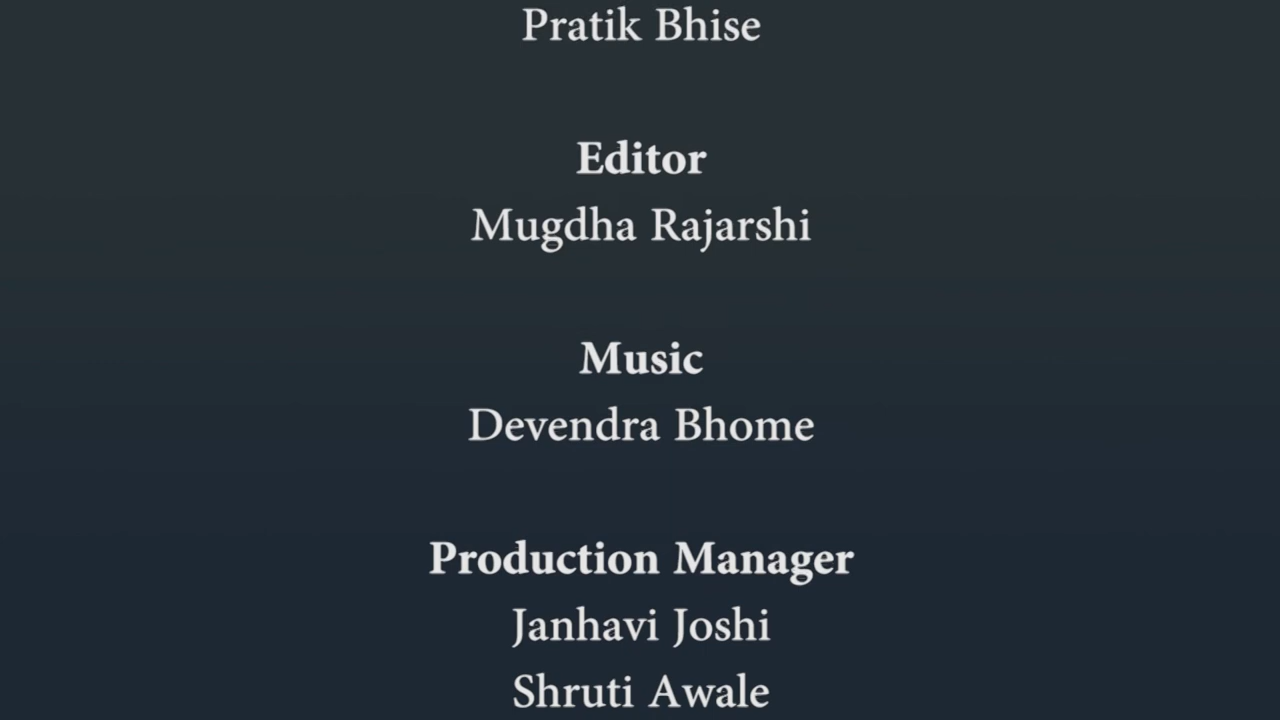 Pratik Bhise
Editor
Mugdha Rajarshi
Music
Devendra Bhome
Production Manager
Janhavi Joshi
Shruti Awale